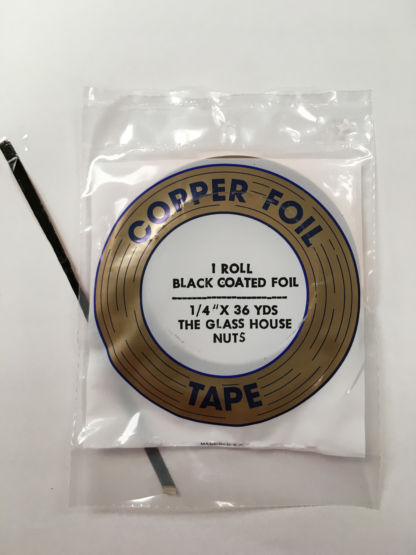 COPPER FOIL
1 ROLL
BLACK COATED FOIL
1/4"X 36 YDS
THE GLASS HOUSE
NUTS
TAPE